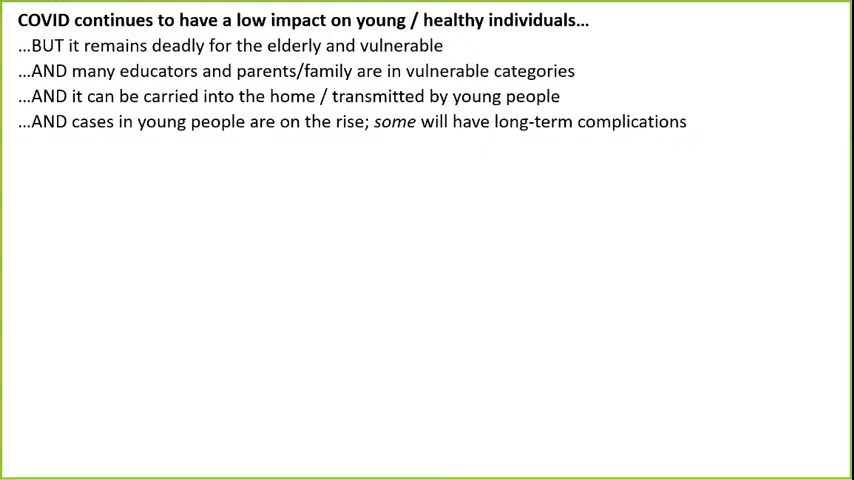 COVID continues to have a low impact on young / healthy individuals…
…BUT it remains deadly for the elderly and vulnerable
…AND many educators and parents/family are in vulnerable categories
…AND it can be carried into the home / transmitted by young people
…AND cases in young people are on the rise; some will have long-term complications